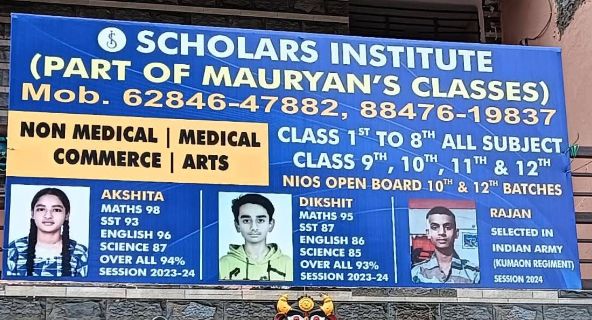 SCHOLARS INSTITUTE
(PART OF MAURYAN'S CLASSES)
Mob. 62846-47882, 88476-19837
NON MEDICAL | MEDICAL
COMMERCE | ARTS
CLASS 1ST TO 8TH ALL SUBJECT
CLASS 9TH, 10TH, 11TH & 12TH
NIOS OPEN BOARD 10TH & 12TH BATCHES
AKSHITA
MATHS 98
SST 93
ENGLISH 96
SCIENCE 87
OVER ALL 94%
SESSION 2023-24
DIKSHIT
MATHS 95
SST 87
ENGLISH 86
SCIENCE 85
OVER ALL 93%
SESSION 2023-24
RAJAN
SELECTED IN
INDIAN ARMY
(KUMAON REGIMENT)
SESSION 2024